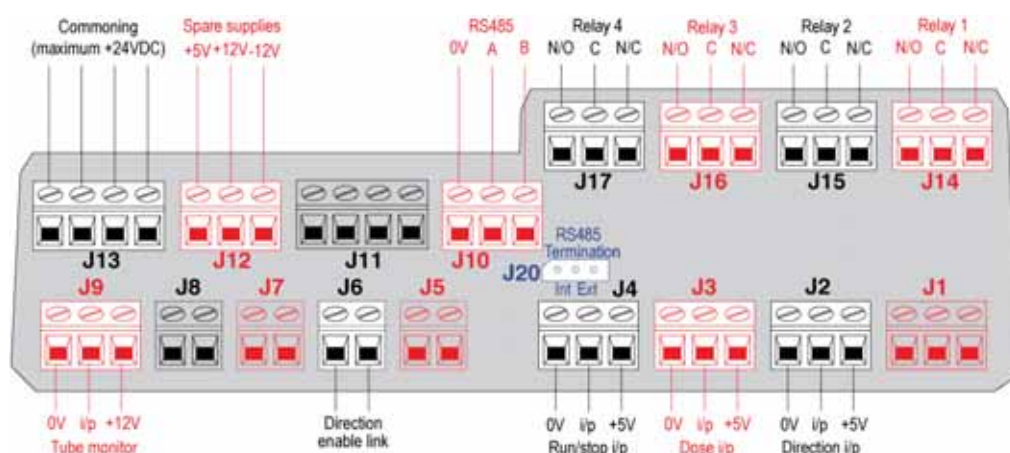 Commoning Spare supplies RS485 Relay 4 Relay 3 Relay 2 Relay 1
(maximum +24VDC) +5V +12V -12V 0V A B N/O C N/C N/O C N/C N/O C N/C N/O C N/C
J17 J16 J15 J14
J13 J12 J11 J10
RS485
Termination
J20
Int Ext
J9 J8 J7 J6 J5 J4 J3 J2 J1
0V i/p +12V Direction 0V i/p +5V 0V i/p +5V 0V i/p +5V
Tube monitor enable link Run/stop i/p Dose i/p Direction i/p